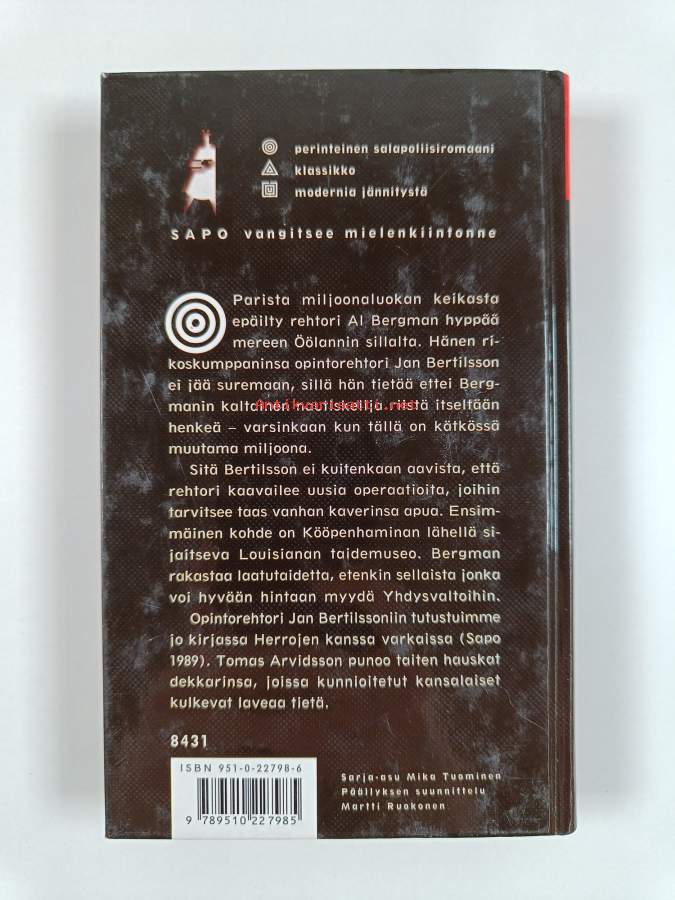 perinteinen salapoliisiromaani
klassikko
modernia jännitystä
SAPO vangitsee mielenkiintonne
Parista miljoonaluokan keikasta
epäilty rehtori Al Bergman hyppää
mereen Öölannin sillalta. Hänen ri-
koskumppaninsa opintorehtori Jan Bertilsson
ei jää suremaan, sillä hän tietää ettei Berg-
manin kaltainen nautiskelija riistä itseltään
antikvariaatti.net
henkeä – varsinkaan kun tällä on kätkössä
muutama miljoona.
Sitä Bertilsson ei kuitenkaan aavista, että
rehtori kaavailee uusia operaatioita, joihin
tarvitsee taas vanhan kaverinsa apua. Ensim-
mäinen kohde on Kööpenhaminan lähellä si-
jaitseva Louisianan taidemuseo. Bergman
rakastaa laatutaidetta, etenkin sellaista jonka
voi hyvään hintaan myydä Yhdysvaltoihin.
Opintorehtori Jan Bertilssoniin tutustuimme
jo kirjassa Herrojen kanssa varkaissa (Sapo
1989). Tomas Arvidsson punoo taiten hauskat
dekkarinsa, joissa kunnioitetut kansalaiset
kulkevat laveaa tietä.
8431
ISBN 951-0-22798-6
9 789510 227985
Sarja-asu Mika Tuominen
Päällyksen suunnittelu
Martti Ruokonen